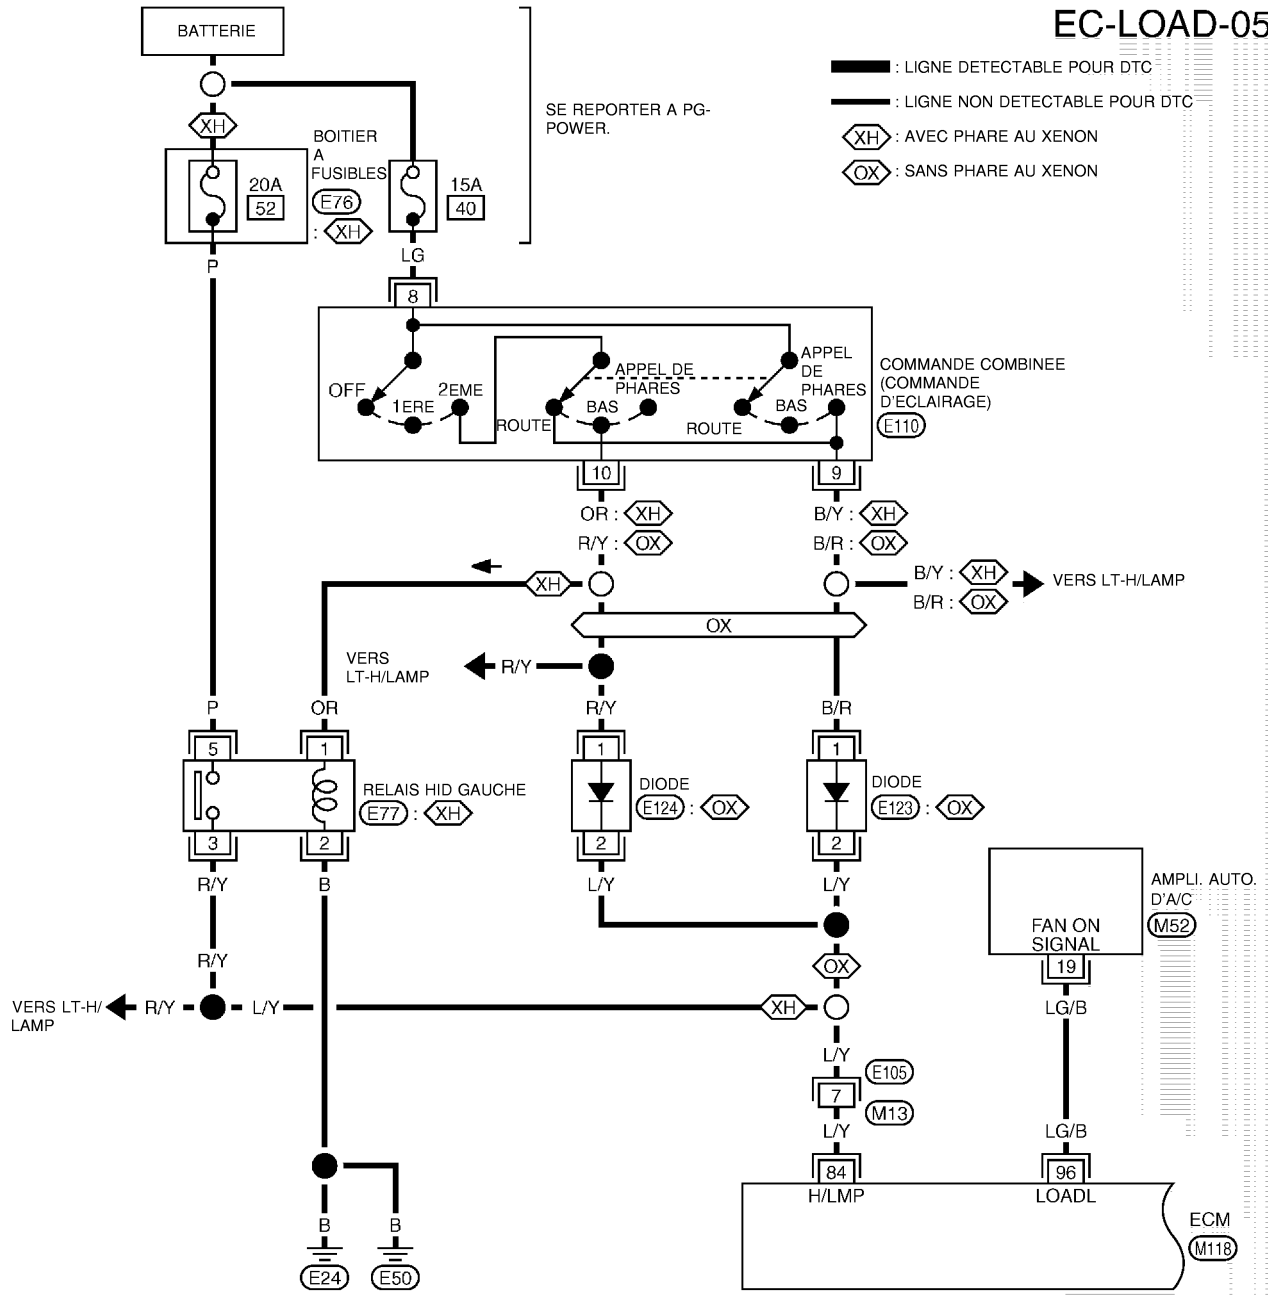 EC-LOAD-05
BATTERIE
: LIGNE DETECTABLE POUR DTC
: LIGNE NON DETECTABLE POUR DTC
XH : AVEC PHARE AU XENON
OX : SANS PHARE AU XENON
SE REPORTER A PG-
POWER.
XH
BOITIER
A
FUSIBLES
E76
: XH
20A
52
15A
40
P
LG
8
OFF
1ERE
2EME
APPEL DE
PHARES
BAS
ROUTE
APPEL
DE
PHARES
BAS
ROUTE
COMMANDE COMBINEE
(COMMANDE
D'ECLAIRAGE)
E110
10
9
OR : XH
R/Y : OX
B/Y : XH
B/R : OX
XH
B/Y : XH
B/R : OX
VERS LT-H/LAMP
OX
VERS
LT-H/LAMP
R/Y
P
OR
R/Y
B/R
5
1
1
1
RELAIS HID GAUCHE
E77 : XH
DIODE
E124 : OX
DIODE
E123 : OX
3
2
2
2
R/Y
B
L/Y
L/Y
AMPLI. AUTO.
D'A/C
M52
FAN ON
SIGNAL
19
R/Y
OX
VERS LT-H/
LAMP
R/Y
L/Y
XH
LG/B
L/Y
E105
7
M13
L/Y
LG/B
84
96
H/LMP
LOADL
ECM
M118
B
B
E24
E50